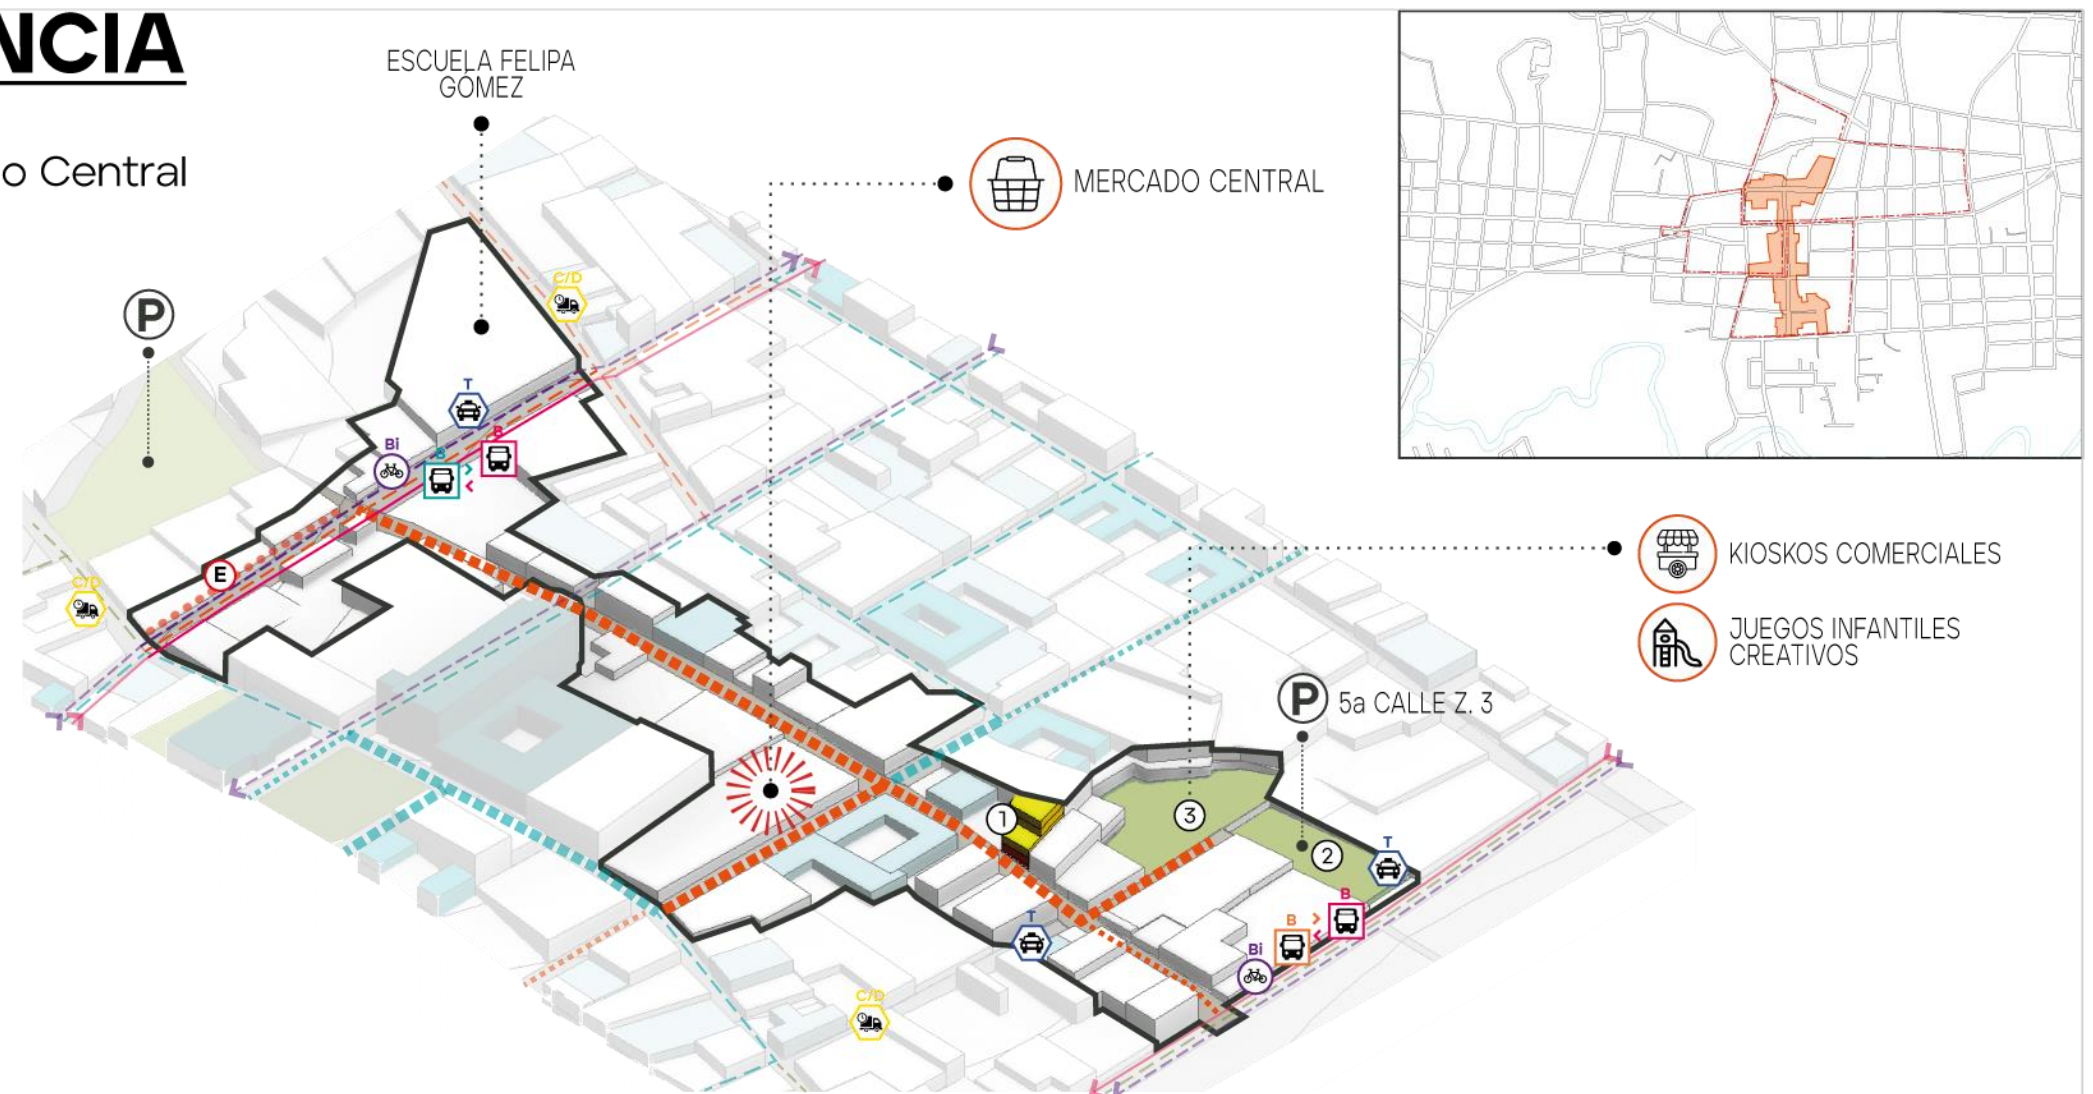 NCIA
o Central
ESCUELA FELIPA
GÓMEZ
MERCADO CENTRAL
P
C/D
T
B
Bi
B
E
C/D
KIOSKOS COMERCIALES
JUEGOS INFANTILES
CREATIVOS
P 5a CALLE Z. 3
1
3
2
T
B
B
T
Bi
C/D